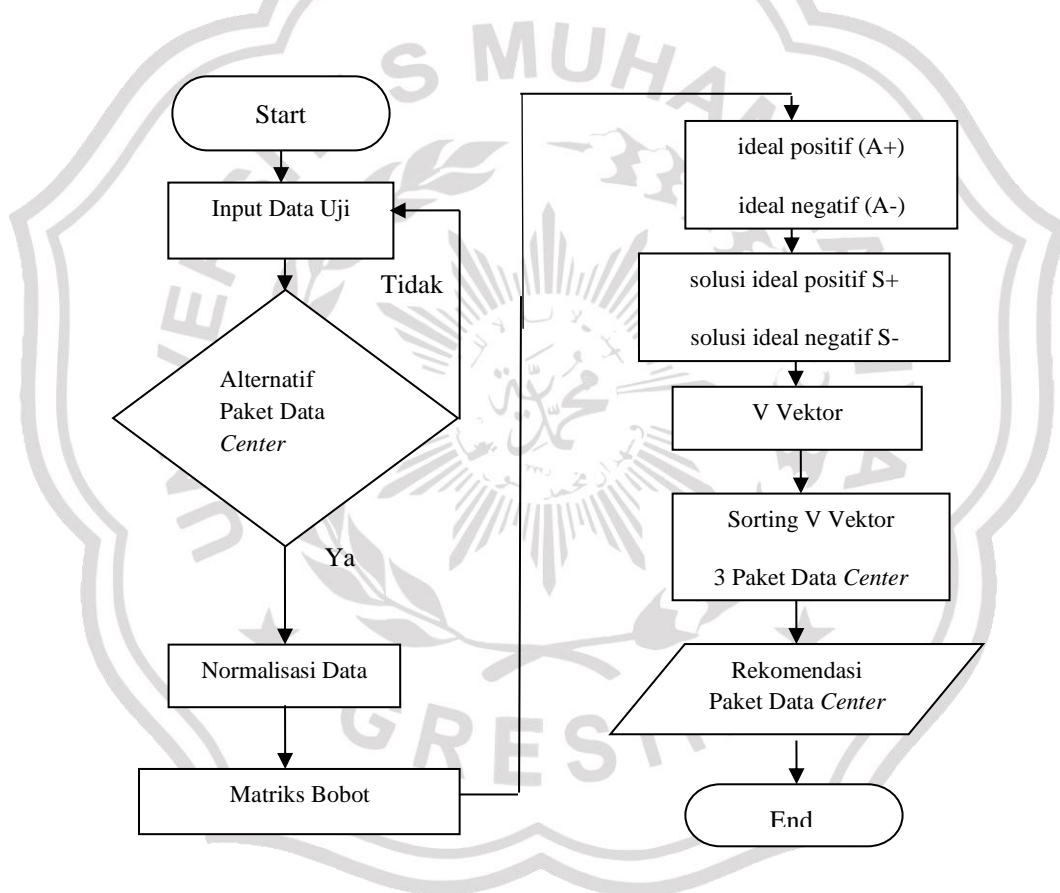 Start
Input Data Uji
Tidak
Alternatif
Paket Data
Center
Ya
Normalisasi Data
Matriks Bobot
ideal positif (A+)
ideal negatif (A-)
solusi ideal positif S+
solusi ideal negatif S-
V Vektor
Sorting V Vektor
3 Paket Data Center
Rekomendasi
Paket Data Center
End
GRESIK